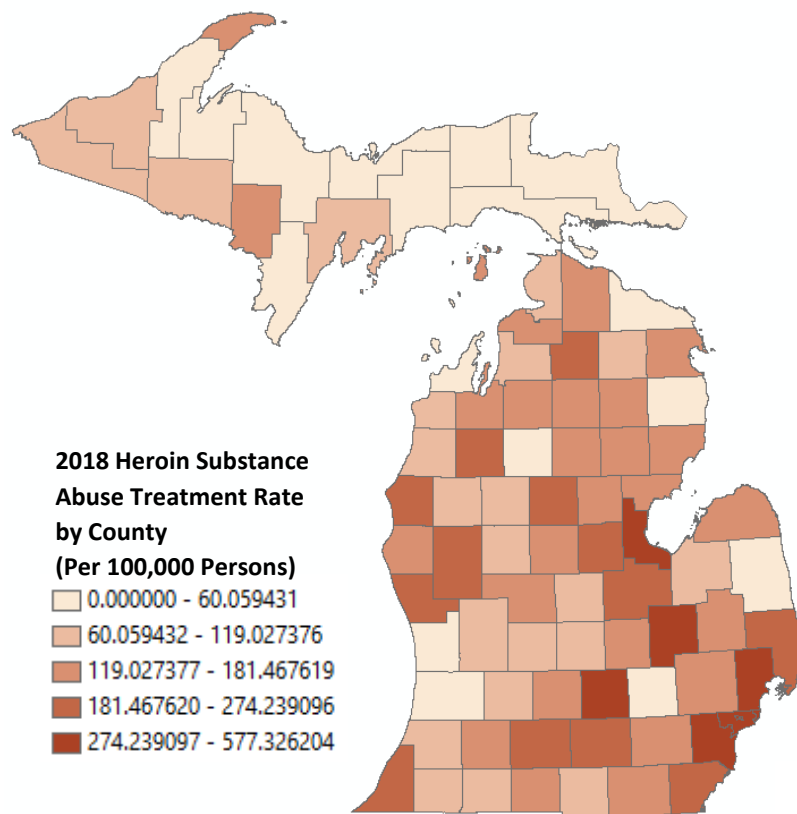 2018 Heroin Substance
Abuse Treatment Rate
by County
(Per 100,000 Persons)
0.000000 - 60.059431
60.059432 - 119.027376
119.027377 - 181.467619
181.467620 - 274.239096
274.239097 - 577.326204